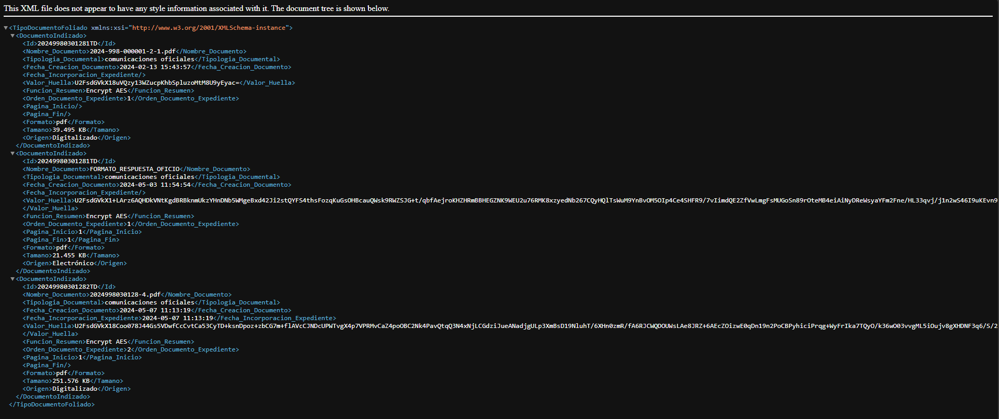 This XML file does not appear to have any style information associated with it. The document tree is shown below.
▼<TipoDocumentoFoliado xmlns:xsi="http://www.w3.org/2001/XMLSchema-instance">
▼<DocumentoIndizado>
<Id>20249980301281TD</Id>
<Nombre_Documento>2024-998-000001-2-1.pdf</Nombre_Documento>
<Tipologia_Documental>comunicaciones oficiales</Tipologia_Documental>
<Fecha_Creacion_Documento>2024-02-13 15:43:57</Fecha_Creacion_Documento>
<Fecha_Incorporacion_Expediente/>
<Valor_Huella>U2FsdGVkX18uVQzy13WZucpKhbSpluzoMtM8U9yEyac=</Valor_Huella>
<Funcion_Resumen>Encrypt AES</Funcion_Resumen>
<Orden_Documento_Expediente>1</Orden_Documento_Expediente>
<Pagina_Inicio/>
<Pagina_Fin/>
<Formato>pdf</Formato>
<Tamano>39.495 KB</Tamano>
<Origen>Digitalizado</Origen>
</DocumentoIndizado>
▼<DocumentoIndizado>
<Id>20249980301281TD</Id>
<Nombre_Documento>FORMATO_RESPUESTA_OFICIO</Nombre_Documento>
<Tipologia_Documental>comunicaciones oficiales</Tipologia_Documental>
<Fecha_Creacion_Documento>2024-05-03 11:54:54</Fecha_Creacion_Documento>
<Fecha_Incorporacion_Expediente/>
<Valor_Huella>U2FsdGVkX1+LArz6AQHDkVNtKgdBRBknmUkzYHnDNb5WMgeBxd42Ji2stQYFS4thsFozqKuGsOHBcauQWsk9RWZSJG+t/qbfAejroKHZHRmBBHEGZNK9WEU2u76RMK8xzyedNb267CQyHQlTsWuM9YnBvOM5OIp4Ce4SHFR9/7vIimdQE2ZfVwLmgFsMUGoSn89rOteMB4eiAiNyDReWsyaYFm2Fne/HL33qvj/j1n2wS46I9uKEvn9
</Valor_Huella>
<Funcion_Resumen>Encrypt AES</Funcion_Resumen>
<Orden_Documento_Expediente>1</Orden_Documento_Expediente>
<Pagina_Inicio>1</Pagina_Inicio>
<Pagina_Fin>1</Pagina_Fin>
<Formato>pdf</Formato>
<Tamano>21.455 KB</Tamano>
<Origen>Electrónico</Origen>
</DocumentoIndizado>
▼<DocumentoIndizado>
<Id>20249980301282TD</Id>
<Nombre_Documento>2024998030128-4.pdf</Nombre_Documento>
<Tipologia_Documental>comunicaciones oficiales</Tipologia_Documental>
<Fecha_Creacion_Documento>2024-05-07 11:13:19</Fecha_Creacion_Documento>
<Fecha_Incorporacion_Expediente>2024-05-07 11:13:19</Fecha_Incorporacion_Expediente>
<Valor_Huella>U2FsdGVkX18Coo078J44Gs5VDwfCcCvtCa53CyTD+ksnDpoz+zbCG7m+flAVcCJNDcUPWTvgX4p7VPRMvCaZ4poOBC2Nk4PavQtqQ3N4xNjLCGdziJueANadjgULp3XmBsD19NluhT/6XHn0zmR/fA6RJCWQDOUWsLAe8JRZ+6AEcZOizwE0qDn19n2PoCBPyhiciPrqg+WyFrIka7TQyO/k36wO03vvgML5iOujv8gXHDNF3q6/S/2
</Valor_Huella>
<Funcion_Resumen>Encrypt AES</Funcion_Resumen>
<Orden_Documento_Expediente>2</Orden_Documento_Expediente>
<Pagina_Inicio>1</Pagina_Inicio>
<Pagina_Fin/>
<Formato>pdf</Formato>
<Tamano>251.576 KB</Tamano>
<Origen>Digitalizado</Origen>
</DocumentoIndizado>
</TipoDocumentoFoliado>